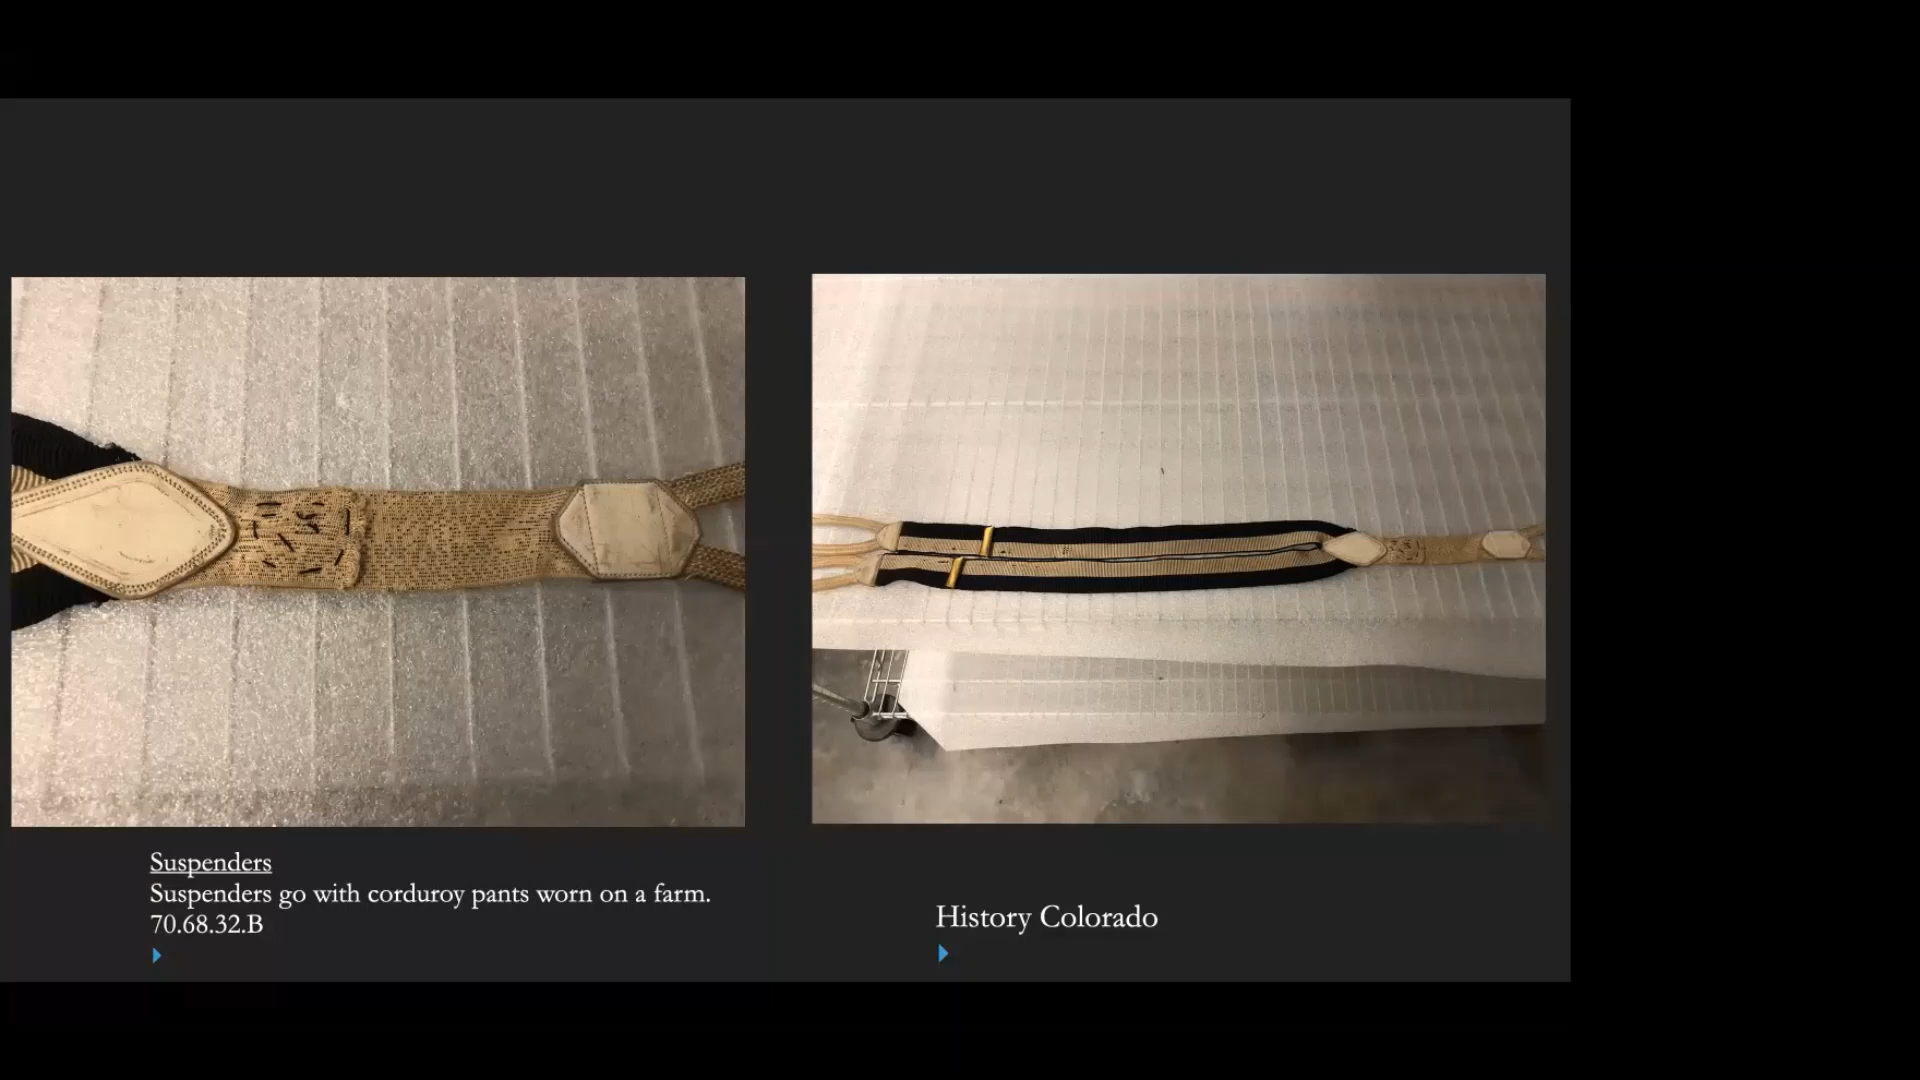 Suspenders
Suspenders go with corduroy pants worn on a farm.
70.68.32.B
History Colorado